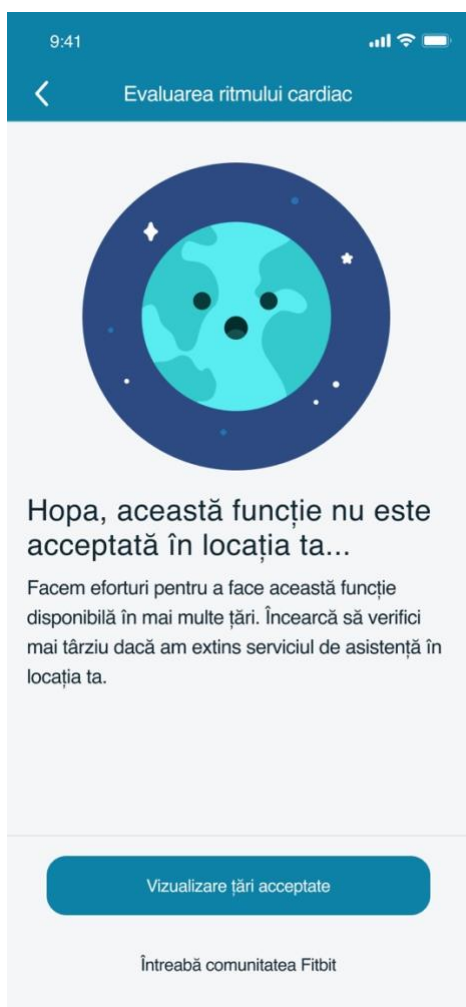 9:41
Evaluarea ritmului cardiac
Hopa, această funcție nu este
acceptată în locația ta...
Facem eforturi pentru a face această funcție
disponibilă în mai multe țări. Încearcă să verifici
mai târziu dacă am extins serviciul de asistență în
locația ta.
Vizualizare țări acceptate
Întreabă comunitatea Fitbit